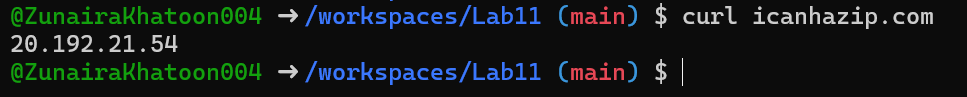 @ZunairaKhatoon004 ➜ /workspaces/Lab11 (main) $ curl icanhazip.com
20.192.21.54
@ZunairaKhatoon004 ➜ /workspaces/Lab11 (main) $